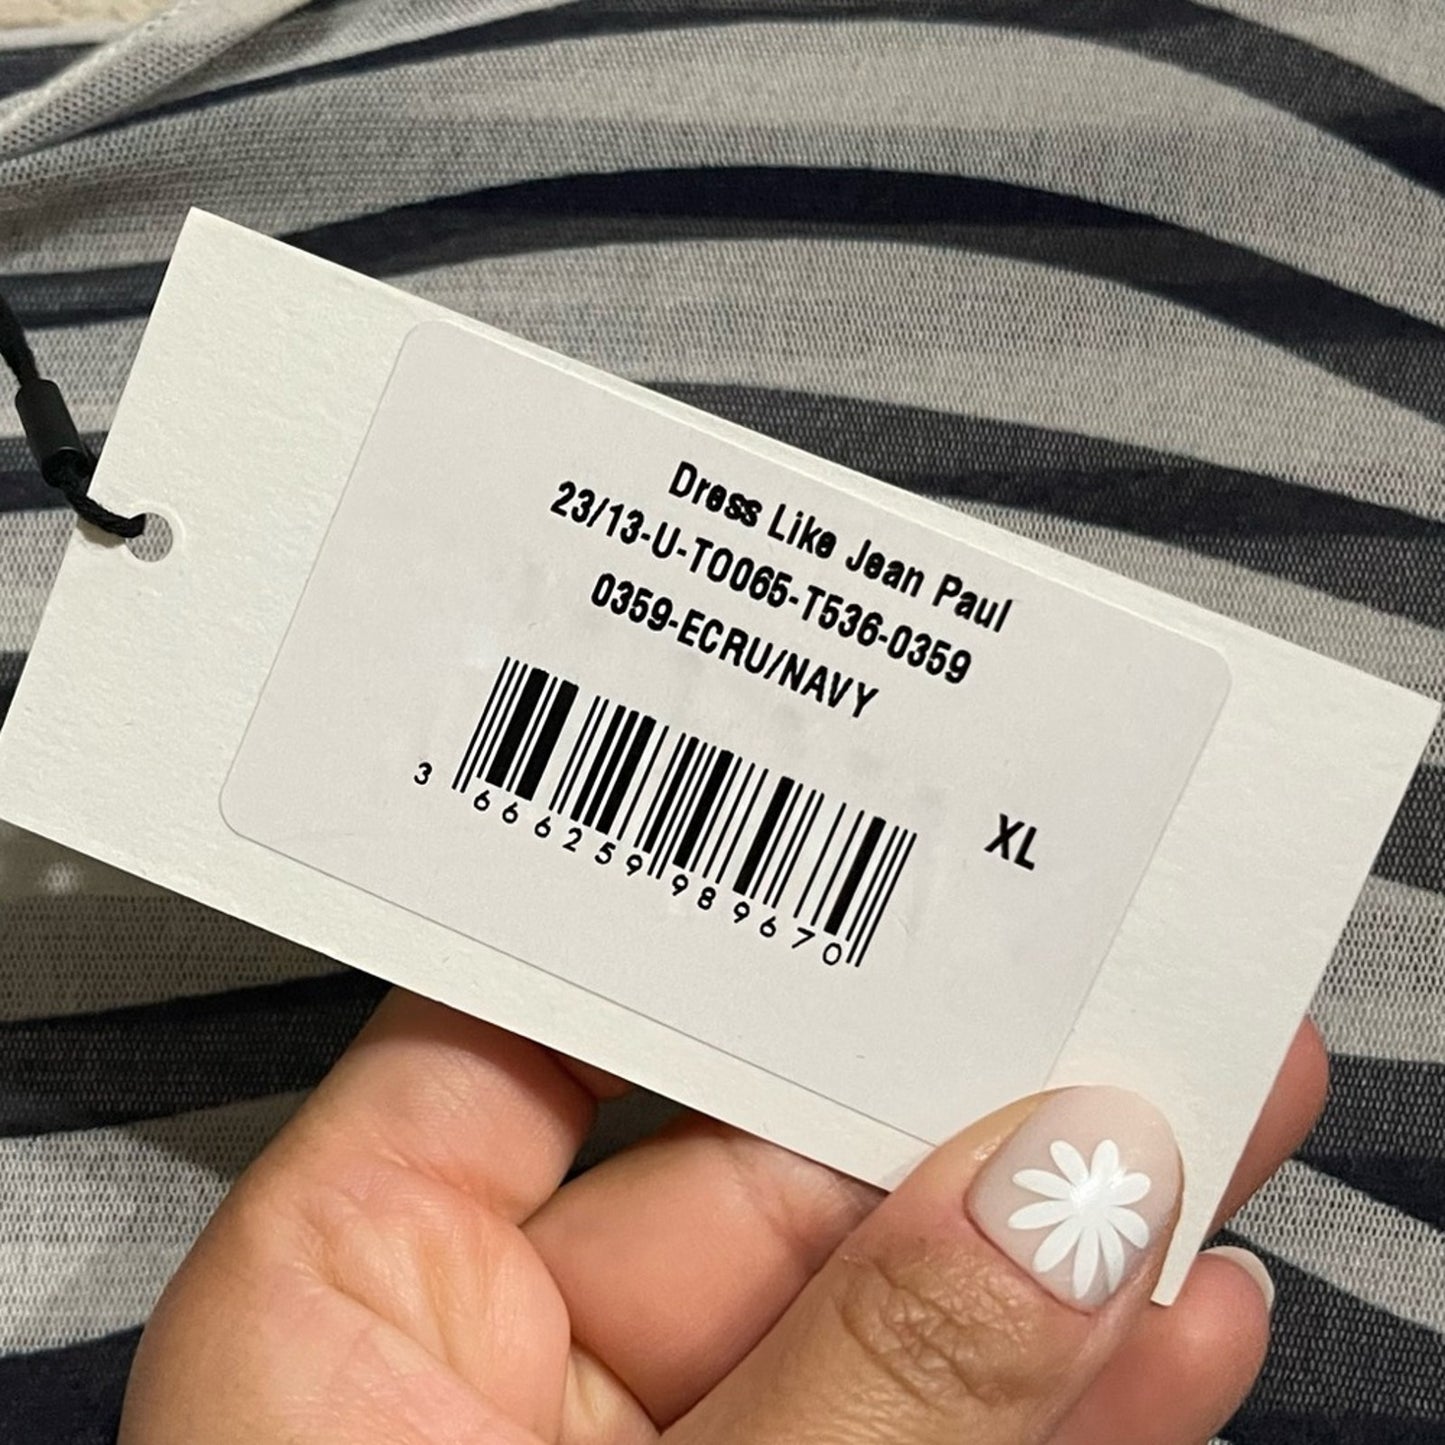 Dress Like Jean Paul
23/13-U-TO065-T536-0359
0359-ECRU/NAVY
XL
3 666259 989670